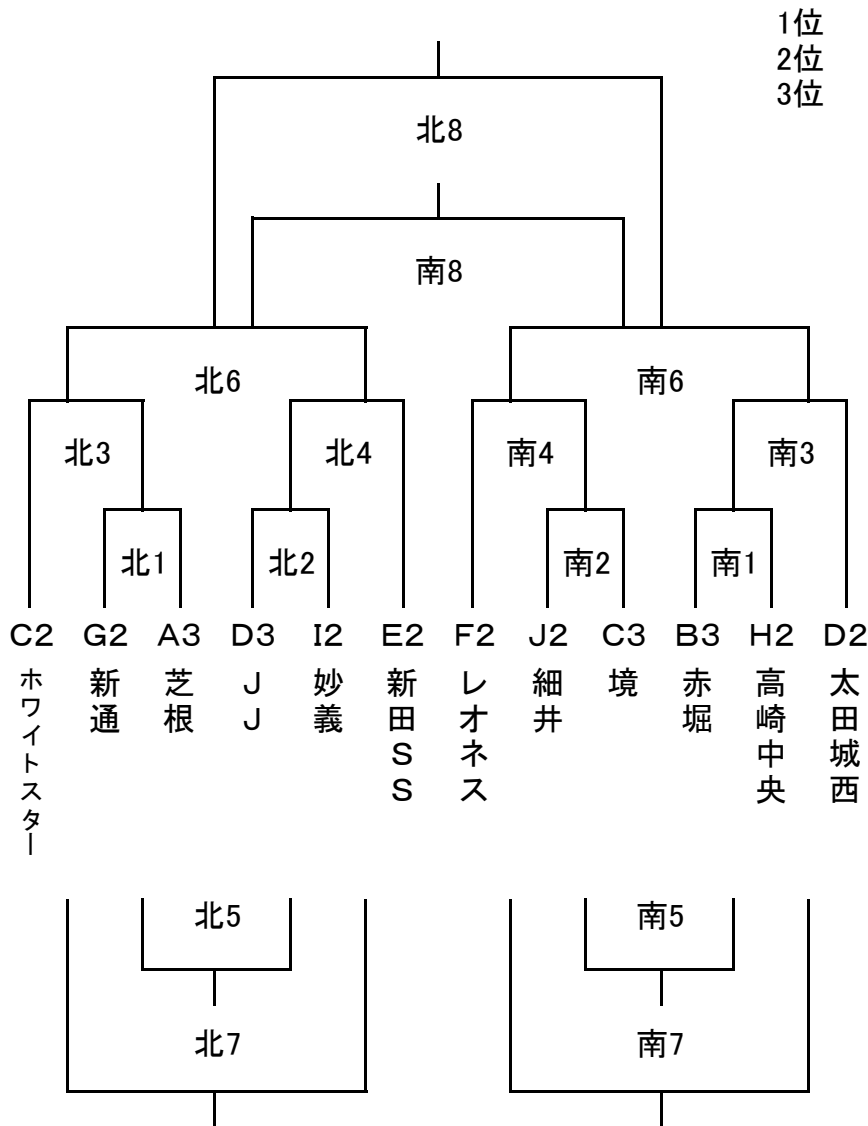 1位
2位
3位
北8
南8
北6 南6
北3 北4 南4 南3
北1 北2 南2 南1
C2 G2 A3 D3 I2 E2 F2 J2 C3 B3 H2 D2
ホワイトスター
新通
芝根
JJ
妙義
新田SS
レオネス
細井
境
赤堀
高崎中央
太田城西
北5 南5
北7 南7